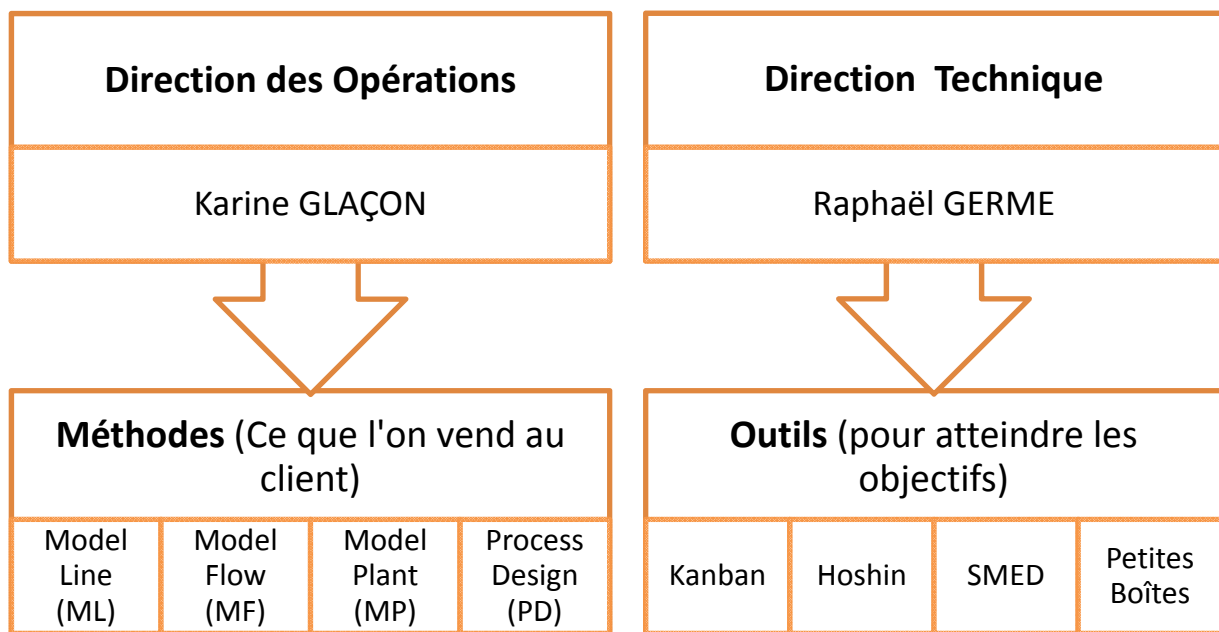 Direction des Opérations
Karine GLAÇON
Méthodes (Ce que l'on vend au
client)
Model
Line
(ML)
Model
Flow
(MF)
Model
Plant
(MP)
Process
Design
(PD)
Direction Technique
Raphaël GERME
Outils (pour atteindre les
objectifs)
Kanban
Hoshin
SMED
Petites
Boîtes